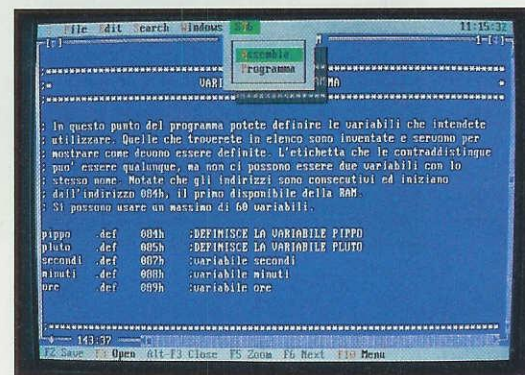 File Edit Search Windows ST6 11:15:32
Assembla
Programma
; In questo punto del programma potete definire le variabili che intendete
; utilizzare. Quelle che troverete in elenco sono inventate e servono per
; mostrare come devono essere definite. L'etichetta che le contraddistingue
; puo' essere qualunque, ma non ci possono essere due variabili con lo
; stesso nome. Notate che gli indirizzi sono consecutivi ed iniziano
; dall'indirizzo 084h, il primo disponibile della RAM.
; Si possono usare un massimo di 60 variabili.
pippo .def 084h ;DEFINISCE LA VARIABILE PIPPO
pluto .def 085h ;DEFINISCE LA VARIABILE PLUTO
secondi .def 087h ;variabile secondi
minuti .def 088h ;variabile minuti
ore .def 089h ;variabile ore
143:37
F2 Save F3 Open Alt-F3 Close F5 Zoom F6 Next F10 Menu